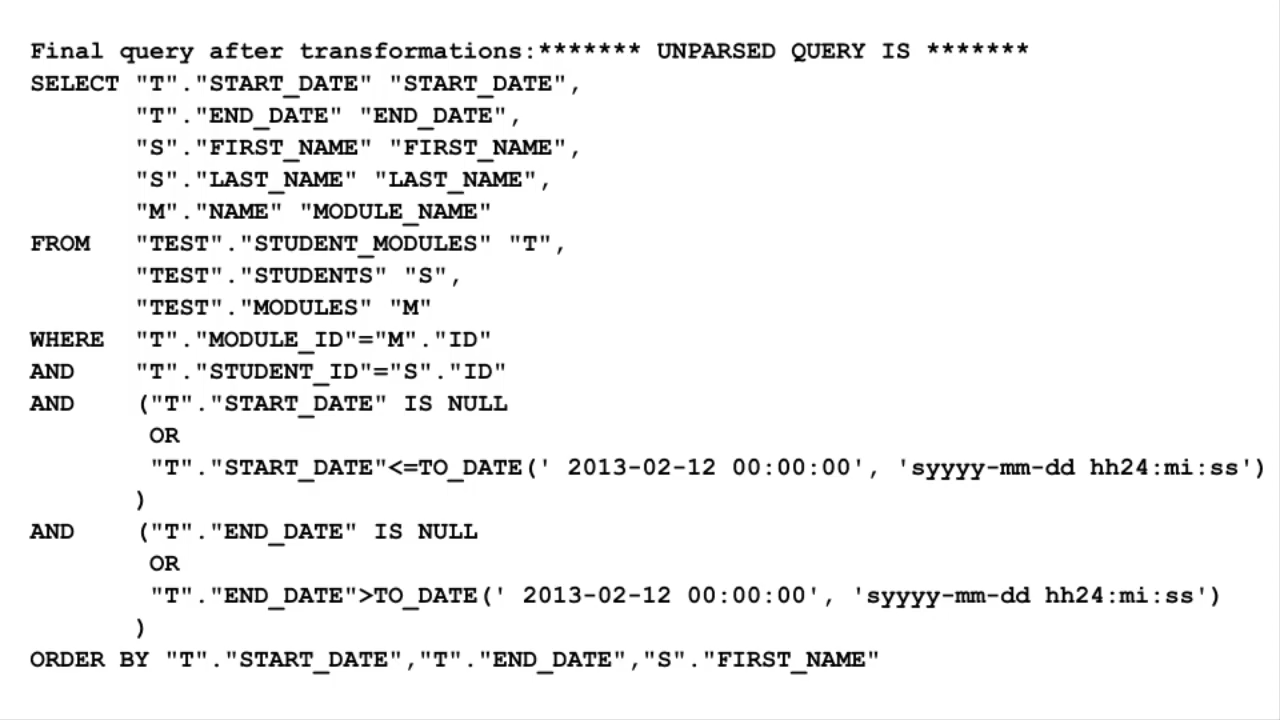 Final query after transformations:******* UNPARSED QUERY IS *******
SELECT "T"."START_DATE" "START_DATE",
"T"."END_DATE" "END_DATE",
"S"."FIRST_NAME" "FIRST_NAME",
"S"."LAST_NAME" "LAST_NAME",
"M"."NAME" "MODULE_NAME"
FROM "TEST"."STUDENT_MODULES" "T",
"TEST"."STUDENTS" "S",
"TEST"."MODULES" "M"
WHERE "T"."MODULE_ID"="M"."ID"
AND "T"."STUDENT_ID"="S"."ID"
AND ("T"."START_DATE" IS NULL
OR
"T"."START_DATE"<=TO_DATE(' 2013-02-12 00:00:00', 'syyyy-mm-dd hh24:mi:ss')
)
AND ("T"."END_DATE" IS NULL
OR
"T"."END_DATE">TO_DATE(' 2013-02-12 00:00:00', 'syyyy-mm-dd hh24:mi:ss')
)
ORDER BY "T"."START_DATE","T"."END_DATE","S"."FIRST_NAME"